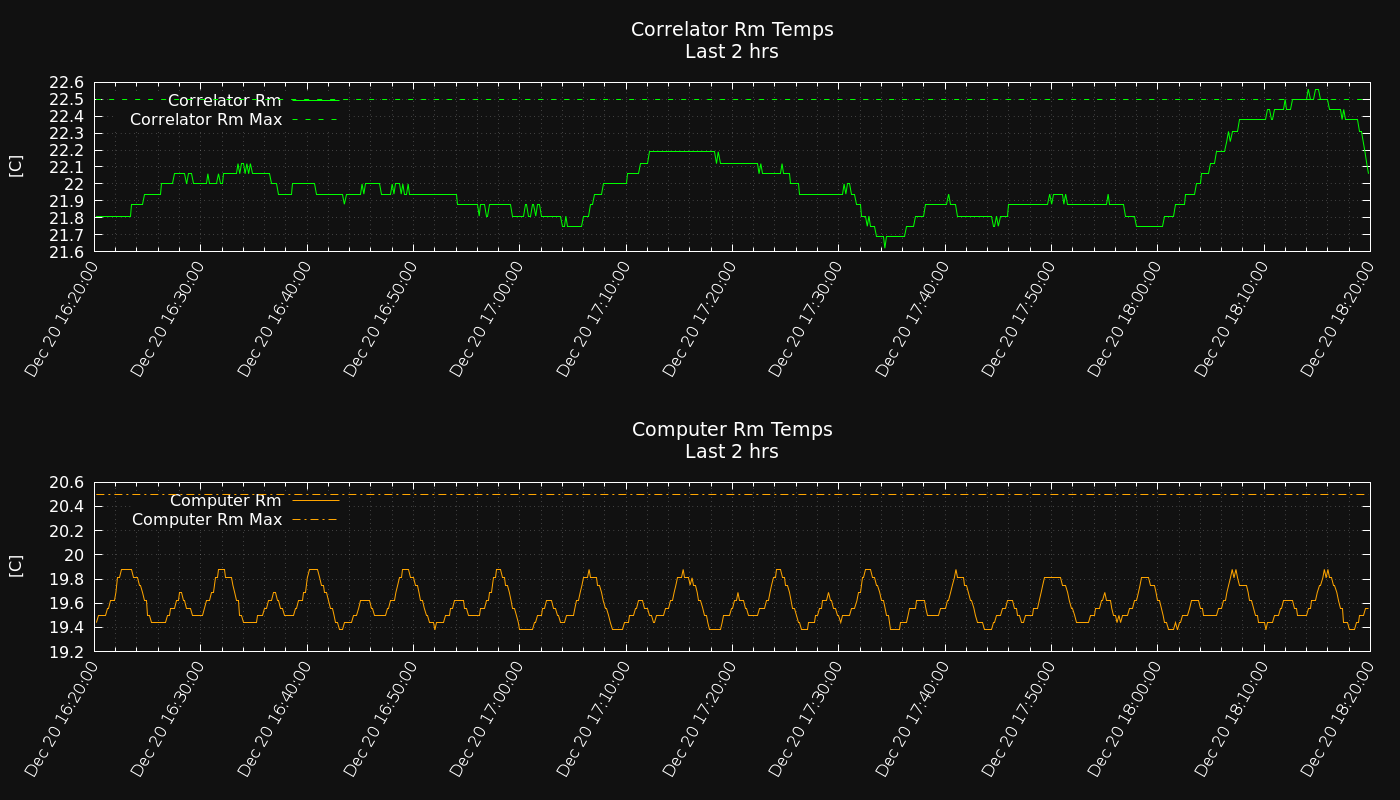 Correlator Rm Temps
Last 2 hrs
22.6
22.5
22.4
22.3
22.2
22.1
22
21.9
21.8
21.7
21.6
[C]
Correlator Rm
Correlator Rm Max
Dec 20 16:20:00
Dec 20 16:30:00
Dec 20 16:40:00
Dec 20 16:50:00
Dec 20 17:00:00
Dec 20 17:10:00
Dec 20 17:20:00
Dec 20 17:30:00
Dec 20 17:40:00
Dec 20 17:50:00
Dec 20 18:00:00
Dec 20 18:10:00
Dec 20 18:20:00
Computer Rm Temps
Last 2 hrs
20.6
20.4
20.2
20
19.8
19.6
19.4
19.2
[C]
Computer Rm
Computer Rm Max
Dec 20 16:20:00
Dec 20 16:30:00
Dec 20 16:40:00
Dec 20 16:50:00
Dec 20 17:00:00
Dec 20 17:10:00
Dec 20 17:20:00
Dec 20 17:30:00
Dec 20 17:40:00
Dec 20 17:50:00
Dec 20 18:00:00
Dec 20 18:10:00
Dec 20 18:20:00